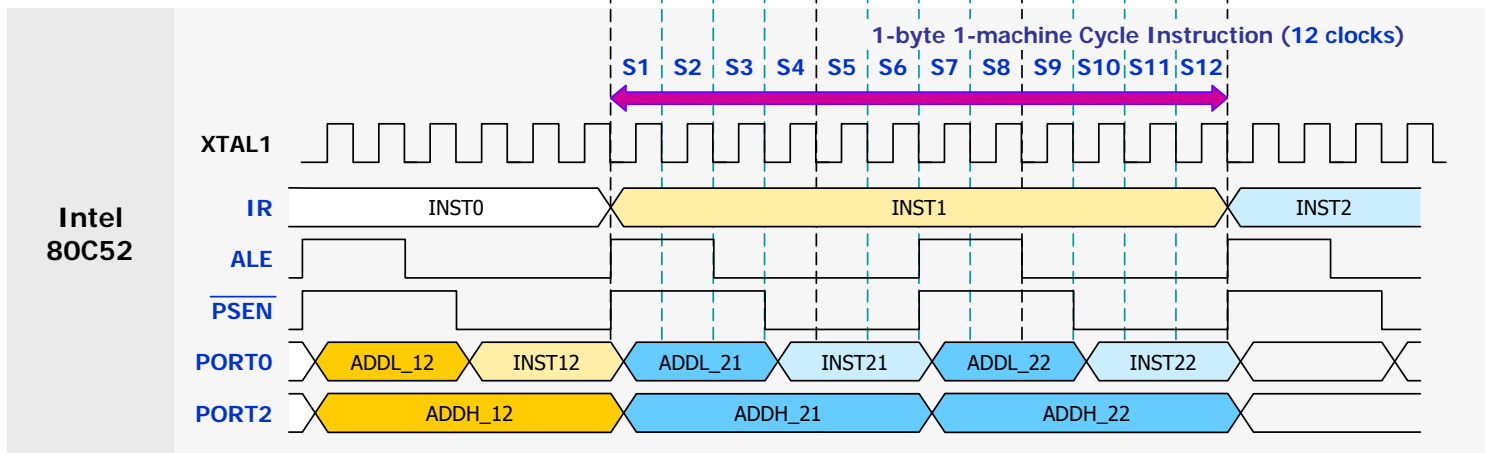 1-byte 1-machine Cycle Instruction (12 clocks)
S1 S2 S3 S4 S5 S6 S7 S8 S9 S10 S11 S12
XTAL1
IR INST0 INST1 INST2
Intel
80C52
ALE
PSEN
PORT0 ADDL_12 INST12 ADDL_21 INST21 ADDL_22 INST22
PORT2 ADDH_12 ADDH_21 ADDH_22